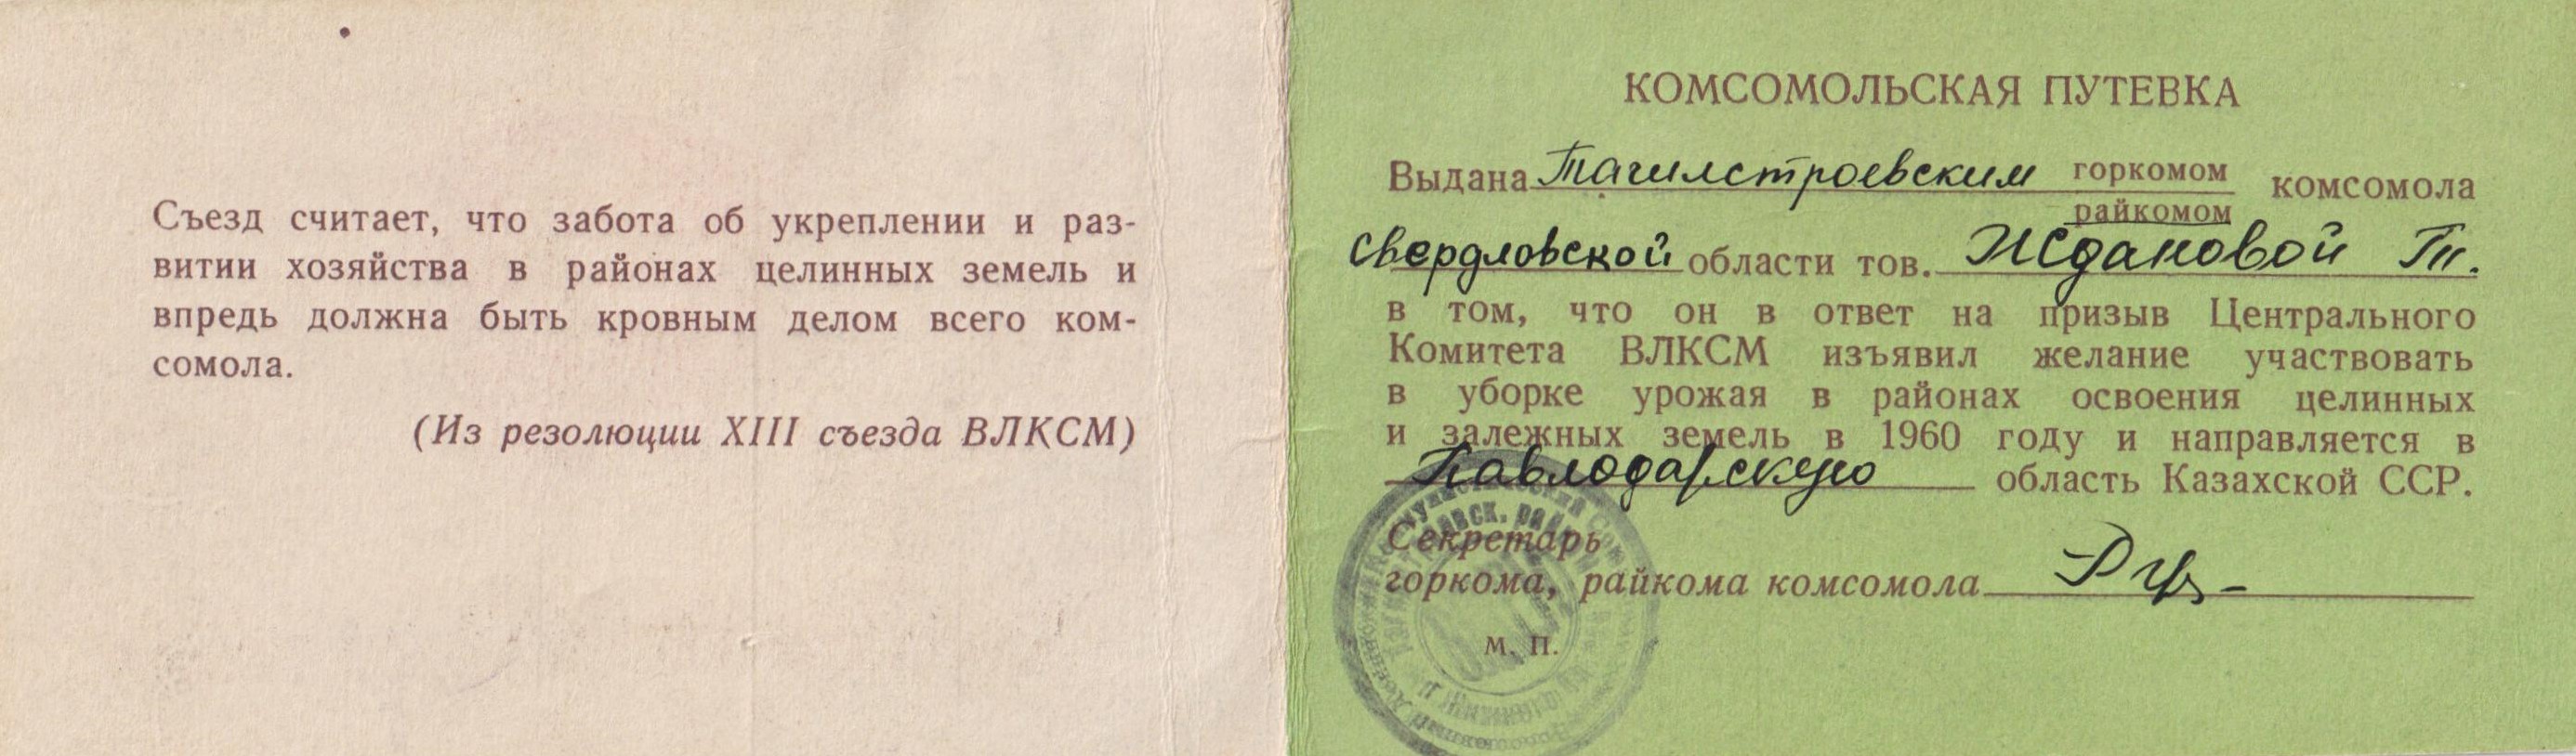 Съезд считает, что забота об укреплении и раз-
витии хозяйства в районах целинных земель и
впредь должна быть кровным делом всего ком-
сомола.
(Из резолюции XIII съезда ВЛКСМ)
КОМСОМОЛЬСКАЯ ПУТЕВКА
Выдана Тагилстроевским горкомом комсомола
райкомом
Свердловской области тов. Ждановой Т.
в том, что он в ответ на призыв Центрального
Комитета ВЛКСМ изъявил желание участвовать
в уборке урожая в районах освоения целинных
и залежных земель в 1960 году и направляется в
Павлодарскую область Казахской ССР.
Секретарь
горкома, райкома комсомола
М. П.